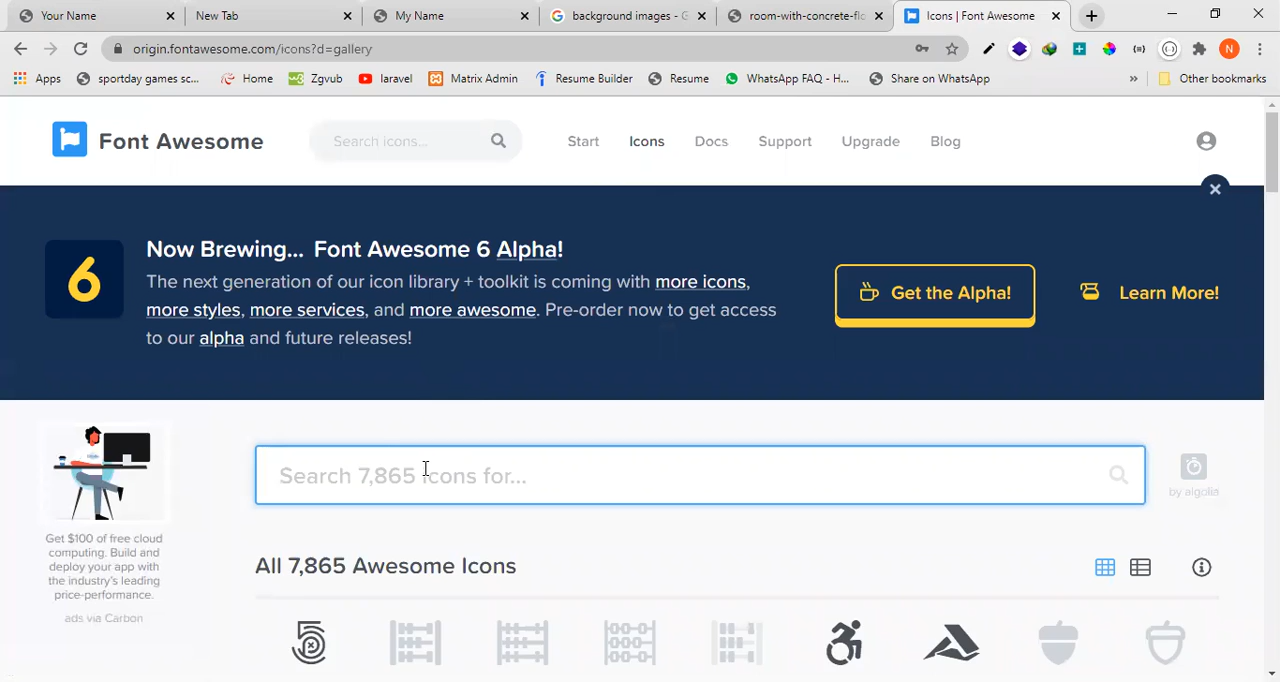 Your Name
New Tab
My Name
background images - G
room-with-concrete-flo
Icons | Font Awesome
origin.fontawesome.com/icons?d=gallery
Apps
sportday games sc...
Home
Zgvub
laravel
Matrix Admin
Resume Builder
Resume
WhatsApp FAQ - H...
Share on WhatsApp
»
Other bookmarks
N
Font Awesome
Search icons...
Start
Icons
Docs
Support
Upgrade
Blog
6
Now Brewing... Font Awesome 6 Alpha!
The next generation of our icon library + toolkit is coming with more icons,
more styles, more services, and more awesome. Pre-order now to get access
to our alpha and future releases!
Get the Alpha!
Learn More!
Search 7,865 icons for...
by algolia
Get $100 of free cloud
computing. Build and
deploy your app with
the industry's leading
price-performance.
ads via Carbon
All 7,865 Awesome Icons